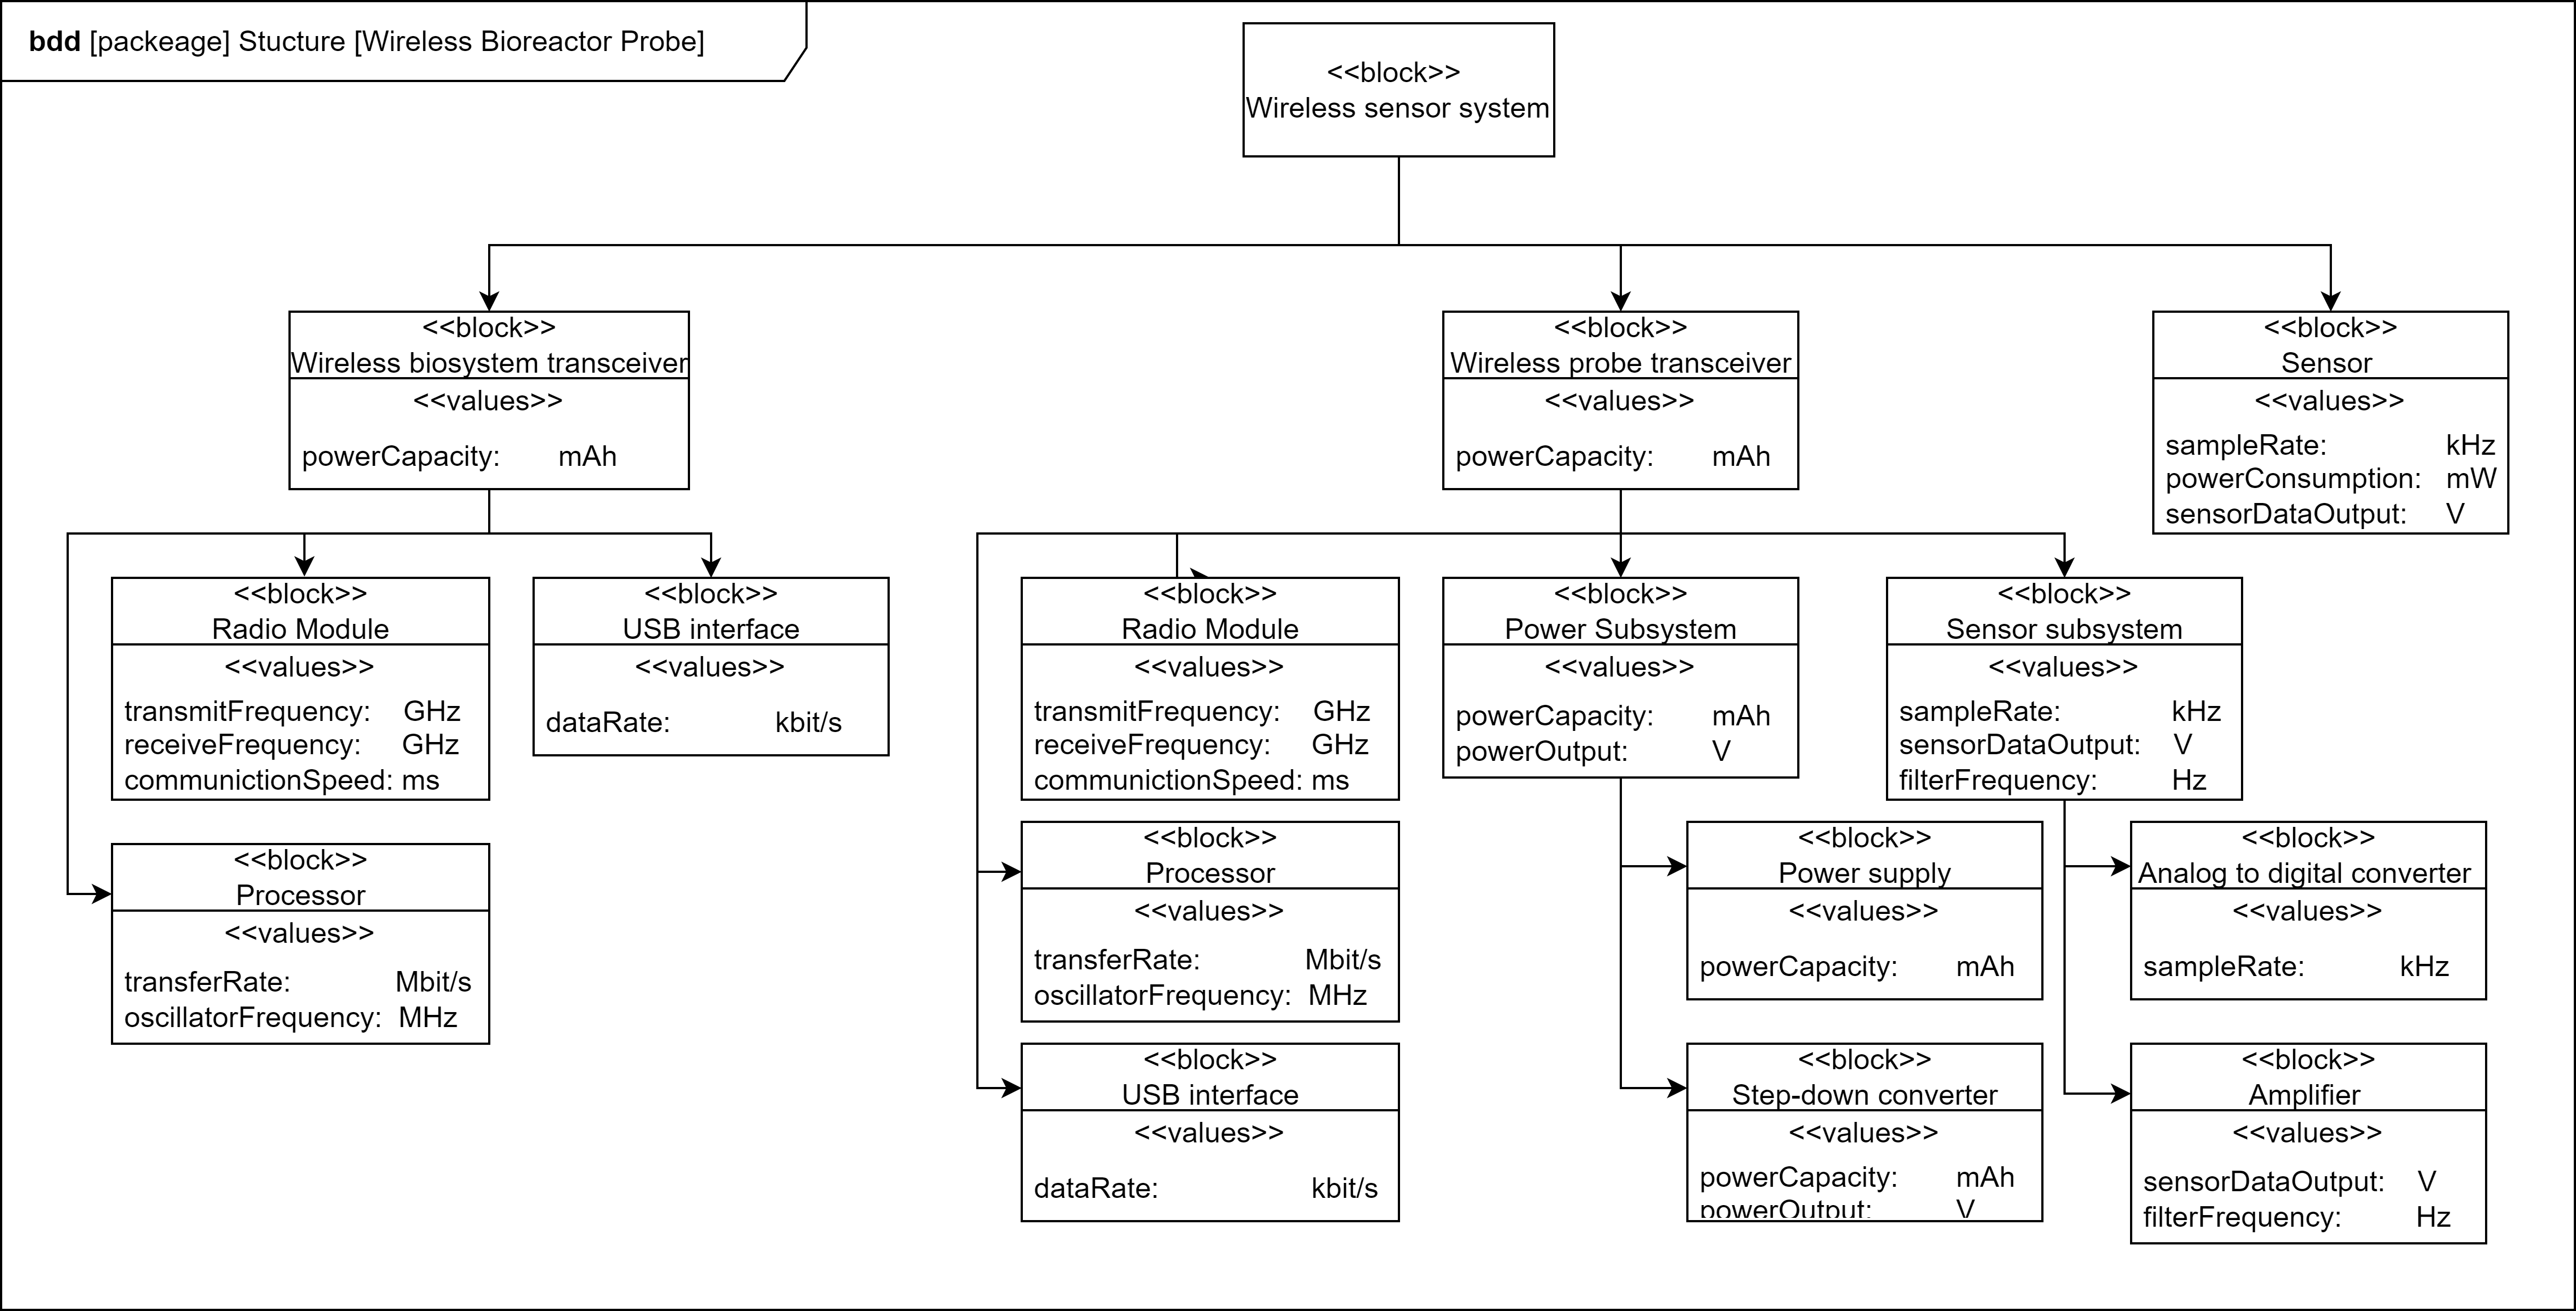 bdd [packeage] Stucture [Wireless Bioreactor Probe]
<<block>>
Wireless sensor system
<<block>>
Wireless biosystem transceiver
<<values>>
powerCapacity: mAh
<<block>>
Wireless probe transceiver
<<values>>
powerCapacity: mAh
<<block>>
Sensor
<<values>>
sampleRate: kHz
powerConsumption: mW
sensorDataOutput: V
<<block>>
Radio Module
<<values>>
transmitFrequency: GHz
receiveFrequency: GHz
communictionSpeed: ms
<<block>>
USB interface
<<values>>
dataRate: kbit/s
<<block>>
Processor
<<values>>
transferRate: Mbit/s
oscillatorFrequency: MHz
<<block>>
Radio Module
<<values>>
transmitFrequency: GHz
receiveFrequency: GHz
communictionSpeed: ms
<<block>>
Power Subsystem
<<values>>
powerCapacity: mAh
powerOutput: V
<<block>>
Sensor subsystem
<<values>>
sampleRate: kHz
sensorDataOutput: V
filterFrequency: Hz
<<block>>
Processor
<<values>>
transferRate: Mbit/s
oscillatorFrequency: MHz
<<block>>
USB interface
<<values>>
dataRate: kbit/s
<<block>>
Power supply
<<values>>
powerCapacity: mAh
<<block>>
Step-down converter
<<values>>
powerCapacity: mAh
powerOutput: V
<<block>>
Analog to digital converter
<<values>>
sampleRate: kHz
<<block>>
Amplifier
<<values>>
sensorDataOutput: V
filterFrequency: Hz